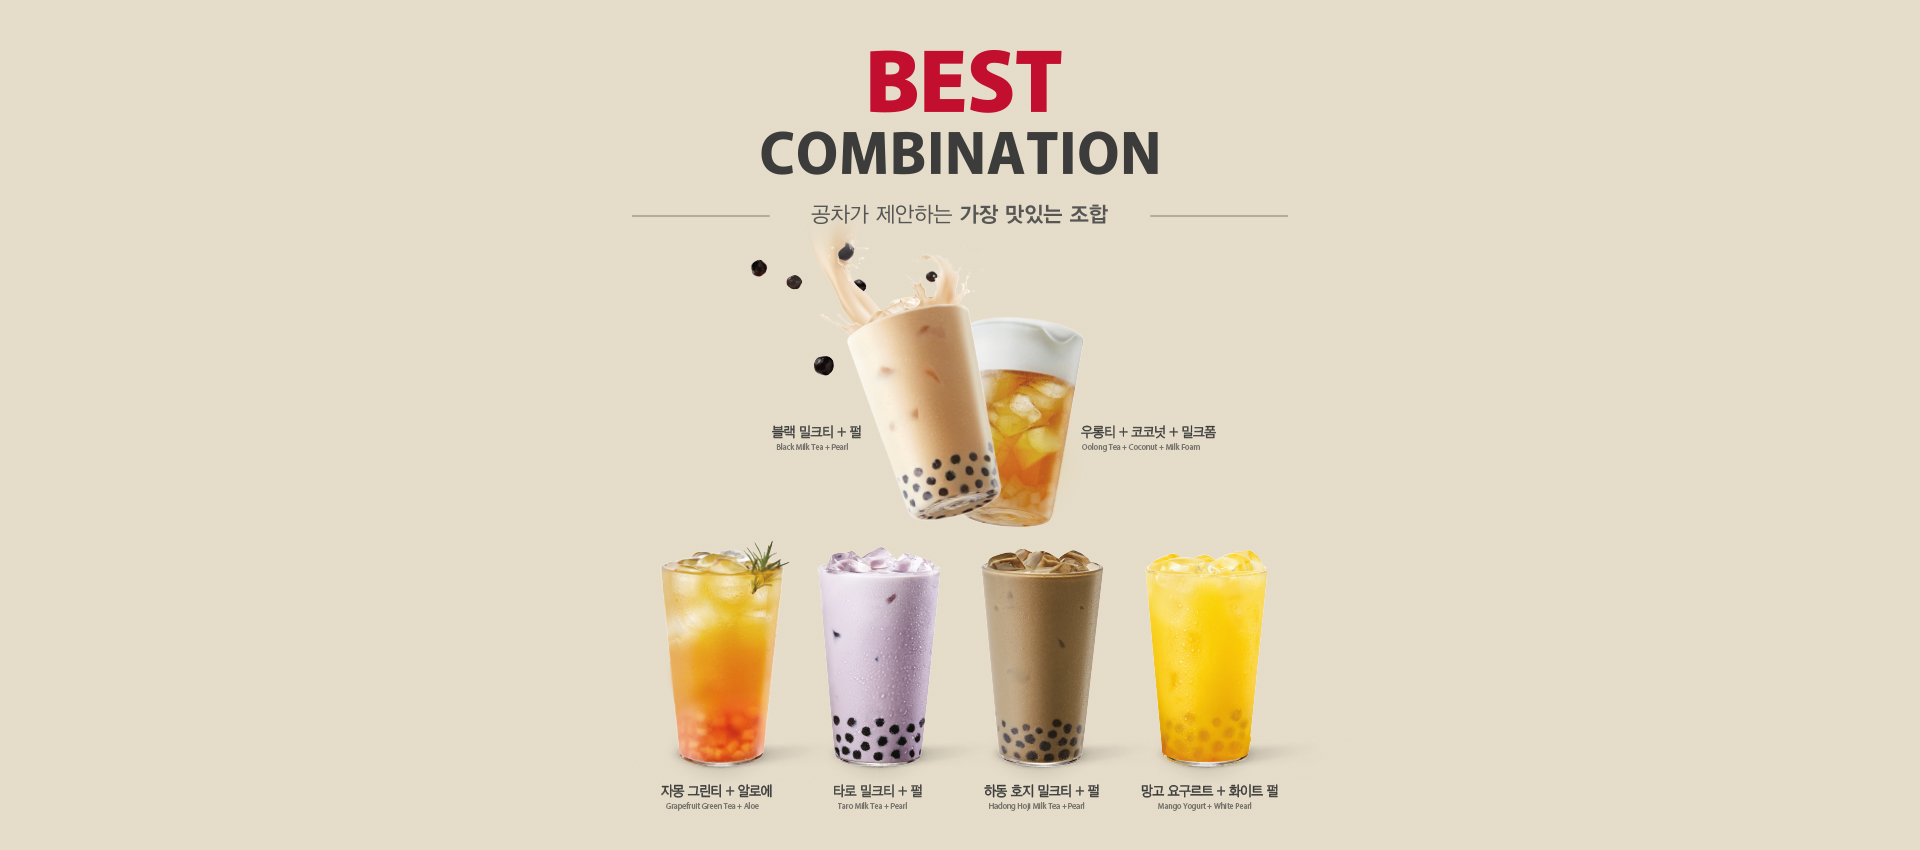 BEST
COMBINATION
공차가 제안하는 가장 맛있는 조합
블랙 밀크티 + 펄
Black Milk Tea + Pearl
우롱티 + 코코넛 + 밀크폼
Oolong Tea + Coconut + Milk Foam
자몽 그린티 + 알로에
Grapefruit Green Tea + Aloe
타로 밀크티 + 펄
Taro Milk Tea + Pearl
하동 호지 밀크티 + 펄
Hadong Hoji Milk Tea +Pearl
망고 요구르트 + 화이트 펄
Mango Yogurt + White Pearl